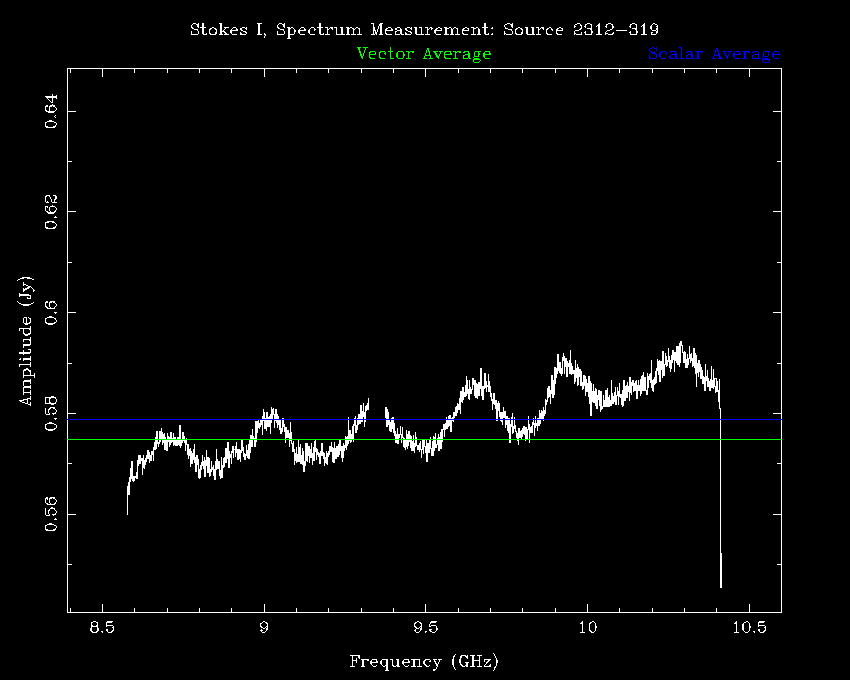 Stokes I, Spectrum Measurement: Source 2312-319
Vector Average
Scalar Average
0.64
0.62
0.6
0.58
0.56
Amplitude (Jy)
8.5
9
9.5
10
10.5
Frequency (GHz)